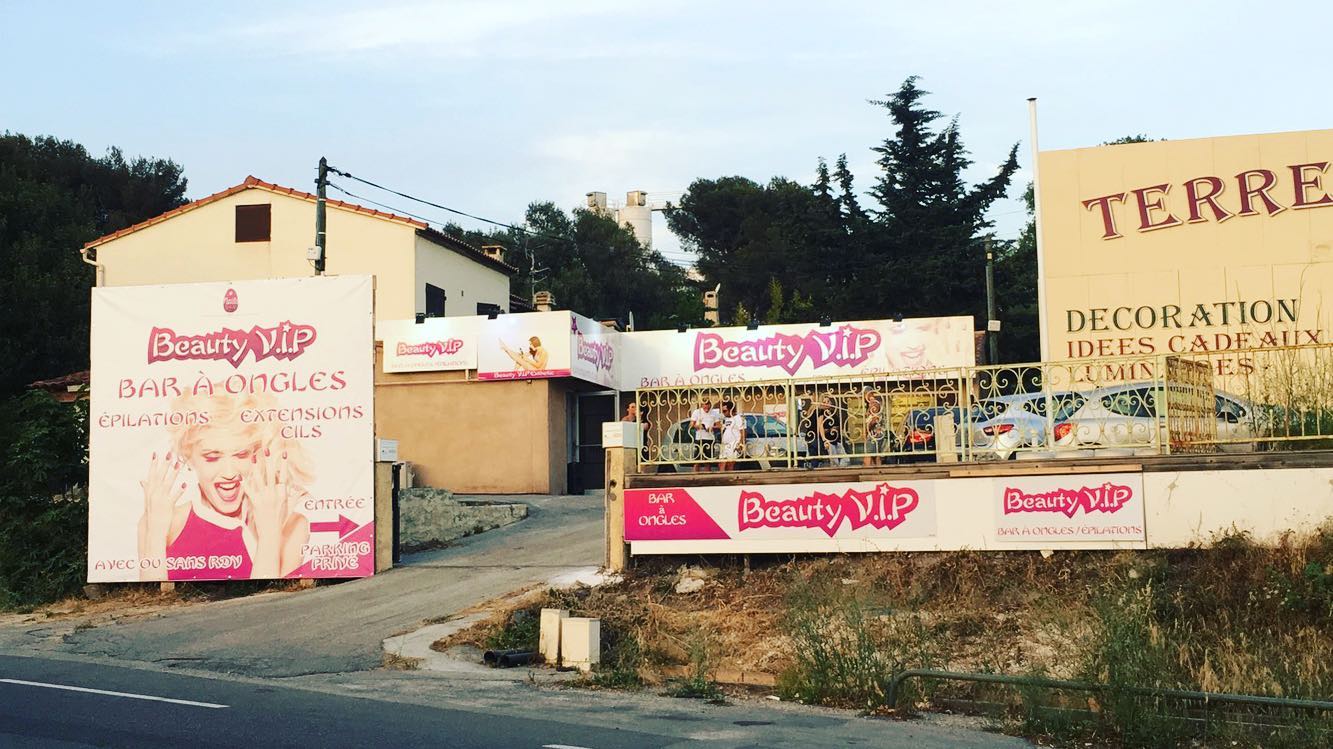 Beauty V.i.P
BAR À ONGLES
ÉPILATIONS EXTENSIONS
CILS
ENTRÉE
PARKING
PRIVÉ
AVEC OU SANS RDV
Beauty V.i.P
Beauty V.i.P
Beauty V.i.P
BAR À ONGLES
Beauty V.i.P
BAR
à
ONGLES
Beauty V.i.P
Beauty V.i.P
BAR À ONGLES / ÉPILATIONS
TERRE
DECORATION
IDEES CADEAUX